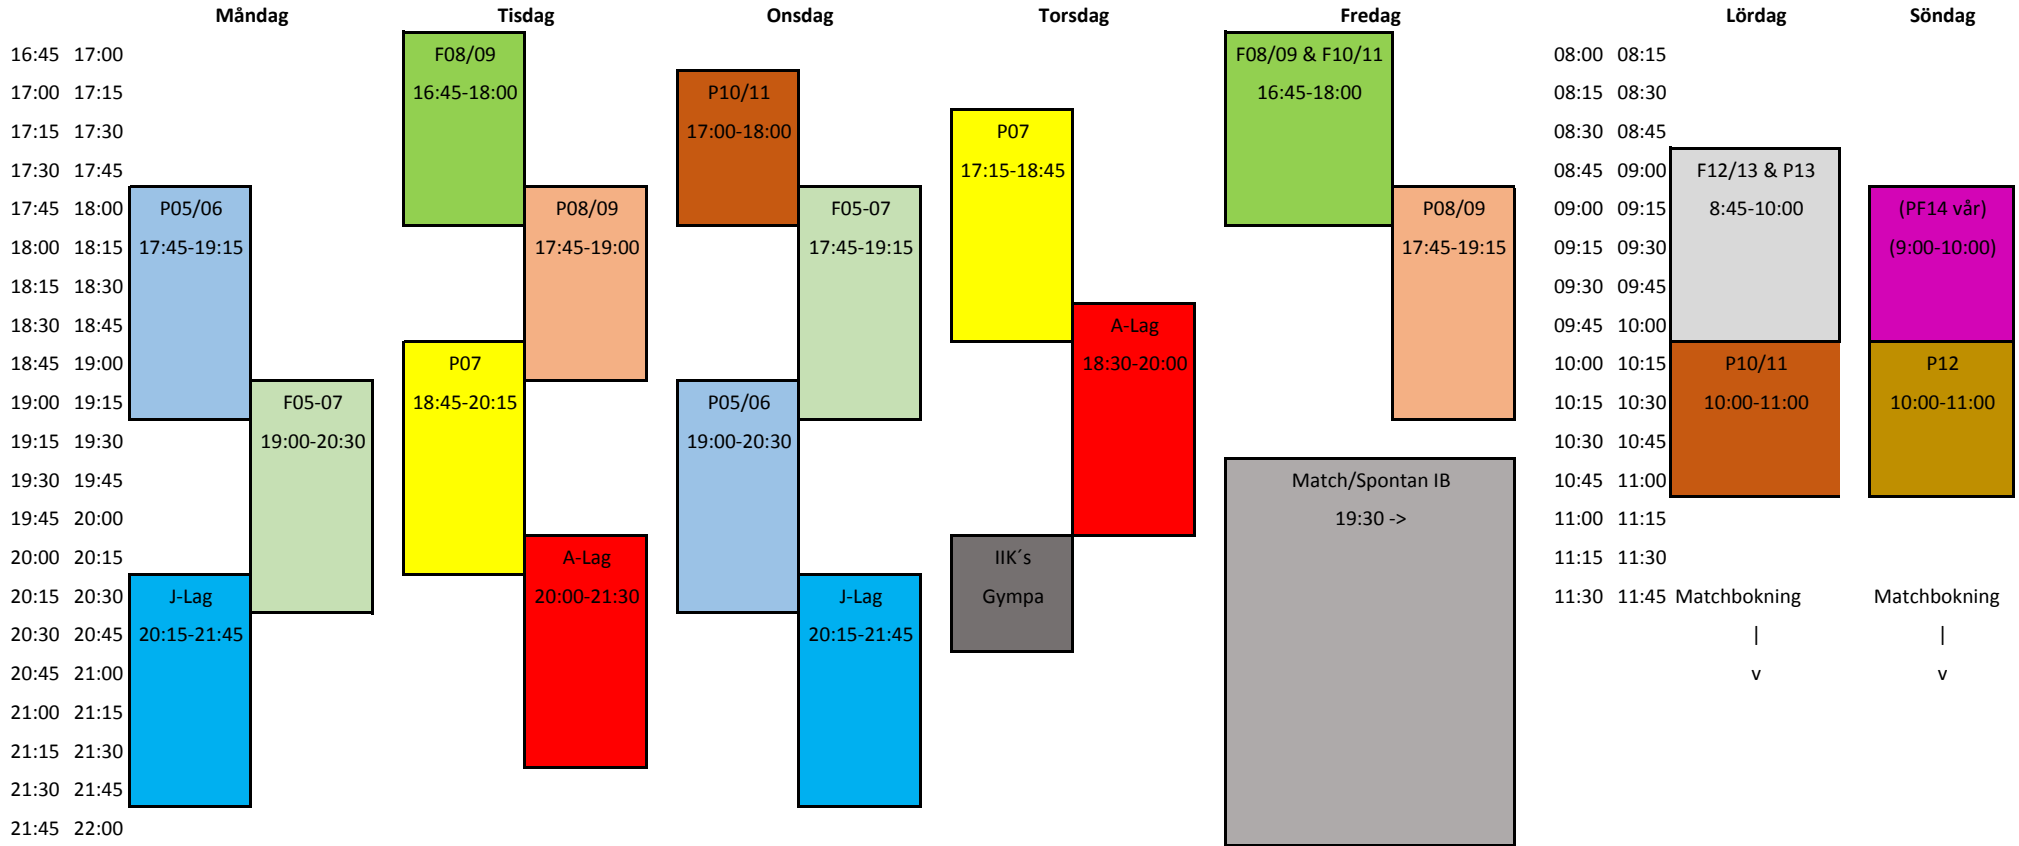 Måndag Tisdag Onsdag Torsdag Fredag Lördag Söndag
16:45 17:00 F08/09 F08/09 & F10/11 08:00 08:15
17:00 17:15 16:45-18:00 P10/11 16:45-18:00 08:15 08:30
17:15 17:30 17:00-18:00 P07 08:30 08:45
17:30 17:45 17:15-18:45 08:45 09:00 F12/13 & P13
17:45 18:00 P05/06 P08/09 F05-07 P08/09 09:00 09:15 8:45-10:00 (PF14 vår)
18:00 18:15 17:45-19:15 17:45-19:00 17:45-19:15 17:45-19:15 09:15 09:30 (9:00-10:00)
18:15 18:30 09:30 09:45
18:30 18:45 A-Lag 09:45 10:00
18:45 19:00 P07 18:30-20:00 10:00 10:15 P10/11 P12
19:00 19:15 F05-07 18:45-20:15 P05/06 10:15 10:30 10:00-11:00 10:00-11:00
19:15 19:30 19:00-20:30 19:00-20:30 10:30 10:45
19:30 19:45 Match/Spontan IB 10:45 11:00
19:45 20:00 19:30 -> 11:00 11:15
20:00 20:15 A-Lag IIK´s 11:15 11:30
20:15 20:30 J-Lag 20:00-21:30 J-Lag Gympa 11:30 11:45 Matchbokning Matchbokning
20:30 20:45 20:15-21:45 20:15-21:45 | |
20:45 21:00 v v
21:00 21:15
21:15 21:30
21:30 21:45
21:45 22:00